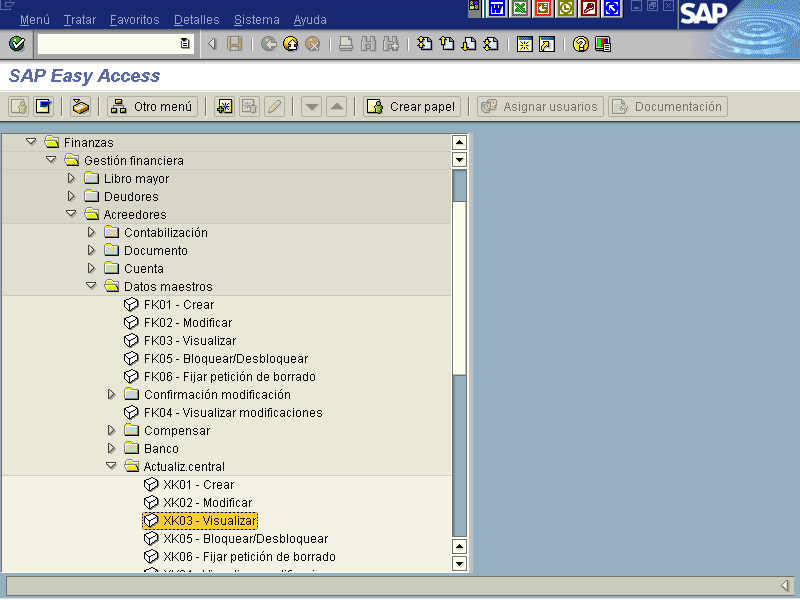 Menú Tratar Favoritos Detalles Sistema Ayuda
SAP
SAP Easy Access
Otro menú Crear papel Asignar usuarios Documentación
Finanzas
Gestión financiera
Libro mayor
Deudores
Acreedores
Contabilización
Documento
Cuenta
Datos maestros
FK01 - Crear
FK02 - Modificar
FK03 - Visualizar
FK05 - Bloquear/Desbloquear
FK06 - Fijar petición de borrado
Confirmación modificación
FK04 - Visualizar modificaciones
Compensar
Banco
Actualiz.central
XK01 - Crear
XK02 - Modificar
XK03 - Visualizar
XK05 - Bloquear/Desbloquear
XK06 - Fijar petición de borrado